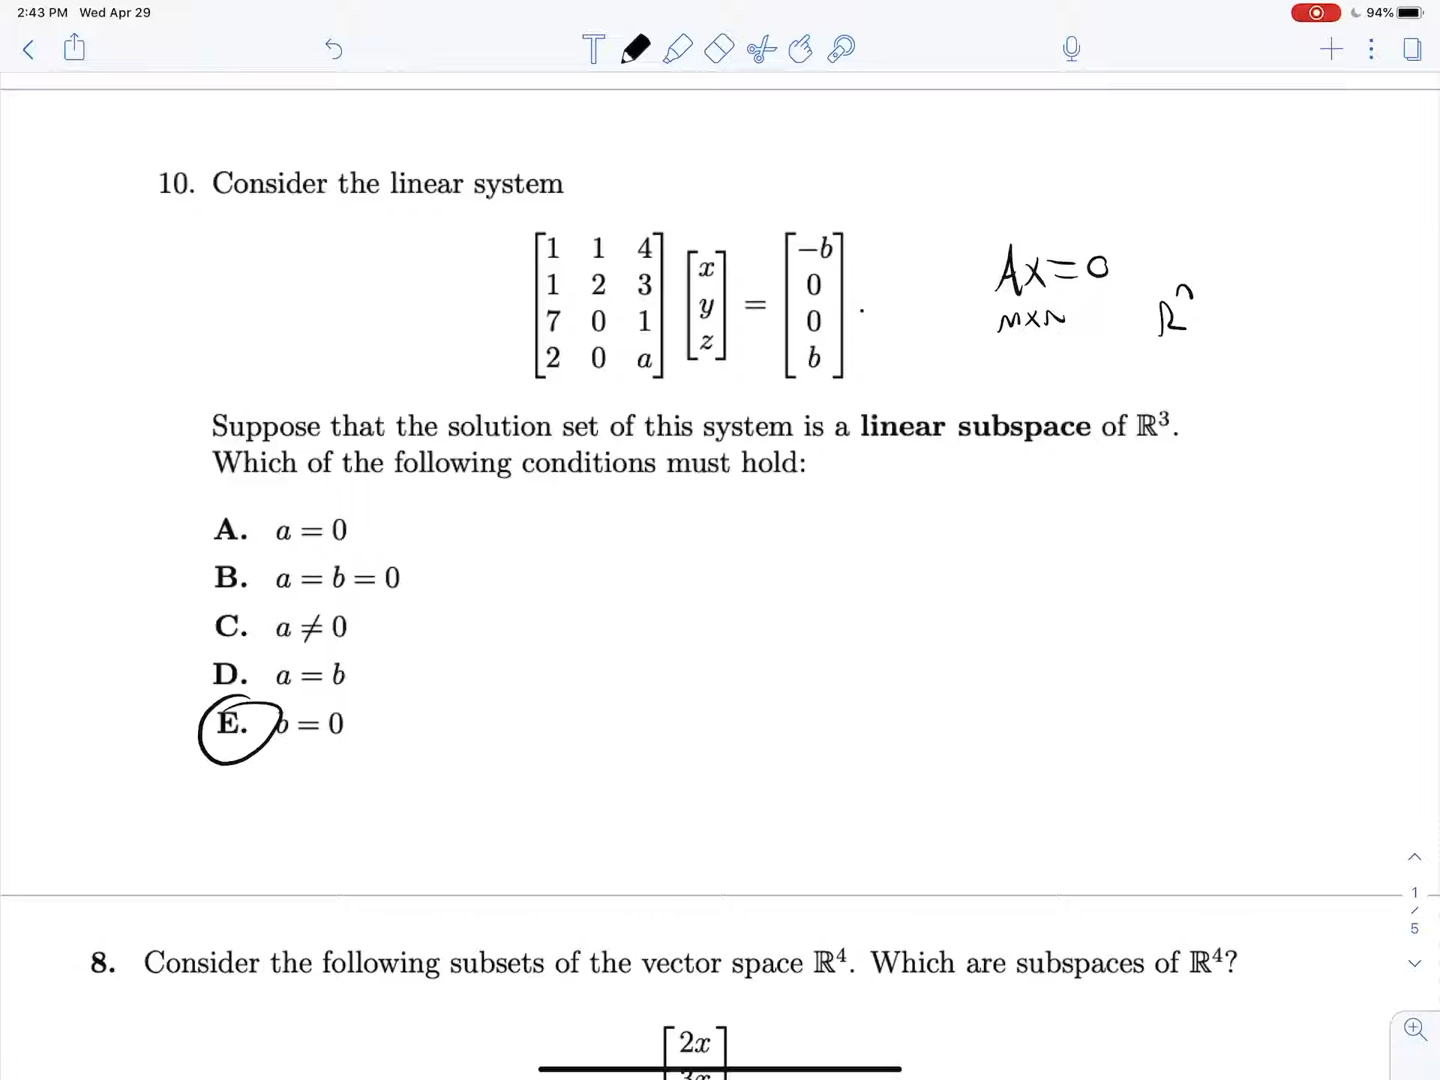 2:43 PM Wed Apr 29
94%
T
10. Consider the linear system
[1 1 4; 1 2 3; 7 0 1; 2 0 a] [x; y; z] = [−b; 0; 0; b].
Ax=0
m×n
ℝⁿ
Suppose that the solution set of this system is a linear subspace of ℝ³.
Which of the following conditions must hold:
A. a = 0
B. a = b = 0
C. a ≠ 0
D. a = b
E. b = 0
1
/
5
8. Consider the following subsets of the vector space ℝ⁴. Which are subspaces of ℝ⁴?
2x